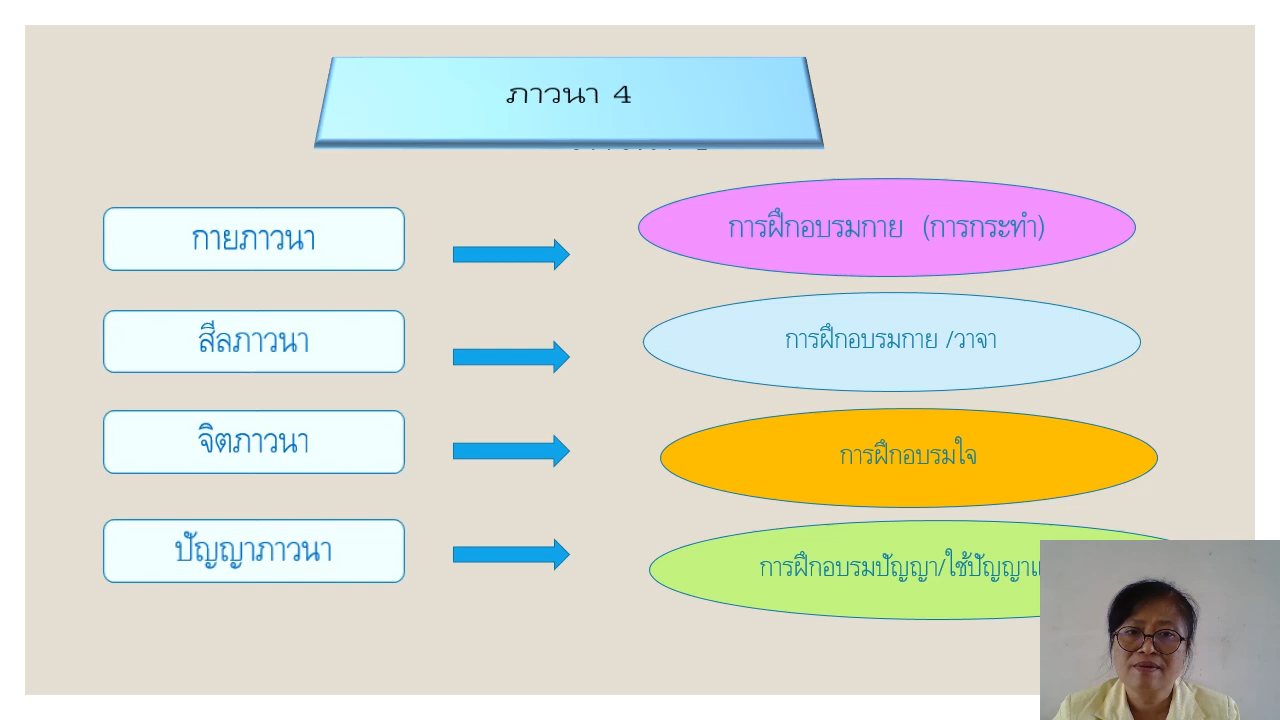 ภาวนา 4
กายภาวนา
การฝึกอบรมกาย (การกระทำ)
สีลภาวนา
การฝึกอบรมกาย /วาจา
จิตภาวนา
การฝึกอบรมใจ
ปัญญาภาวนา
การฝึกอบรมปัญญา/ใช้ปัญญา